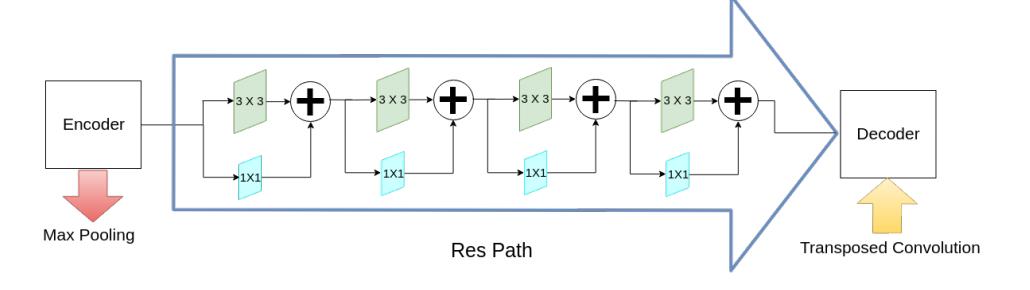 Encoder
3 X 3
3 X 3
3 X 3
3 X 3
1X1
1X1
1X1
1X1
Decoder
Max Pooling
Res Path
Transposed Convolution